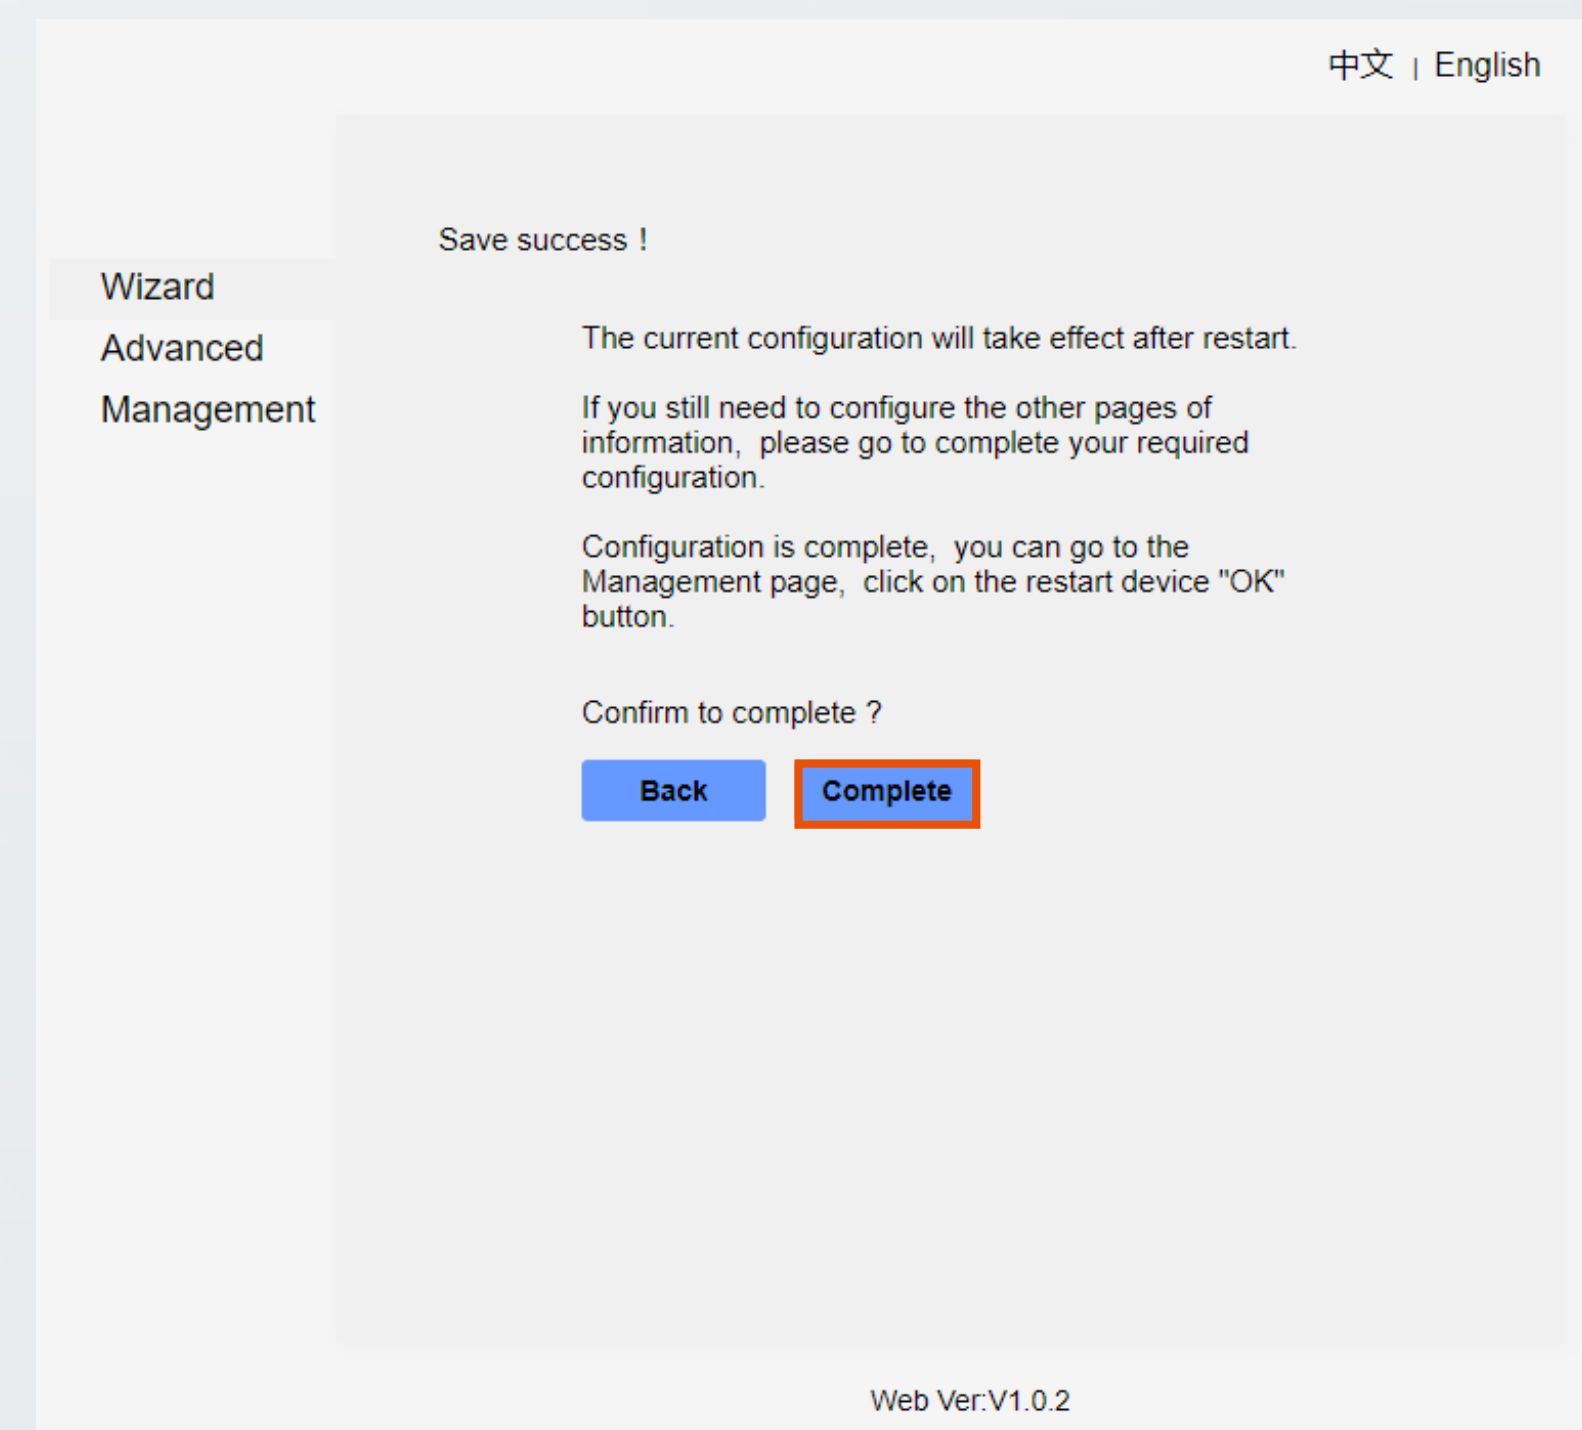 中文 | English
Save success！
Wizard
Advanced
Management
The current configuration will take effect after restart.
If you still need to configure the other pages of
information，please go to complete your required
configuration.
Configuration is complete，you can go to the
Management page，click on the restart device "OK"
button.
Confirm to complete？
Back Complete
Web Ver:V1.0.2